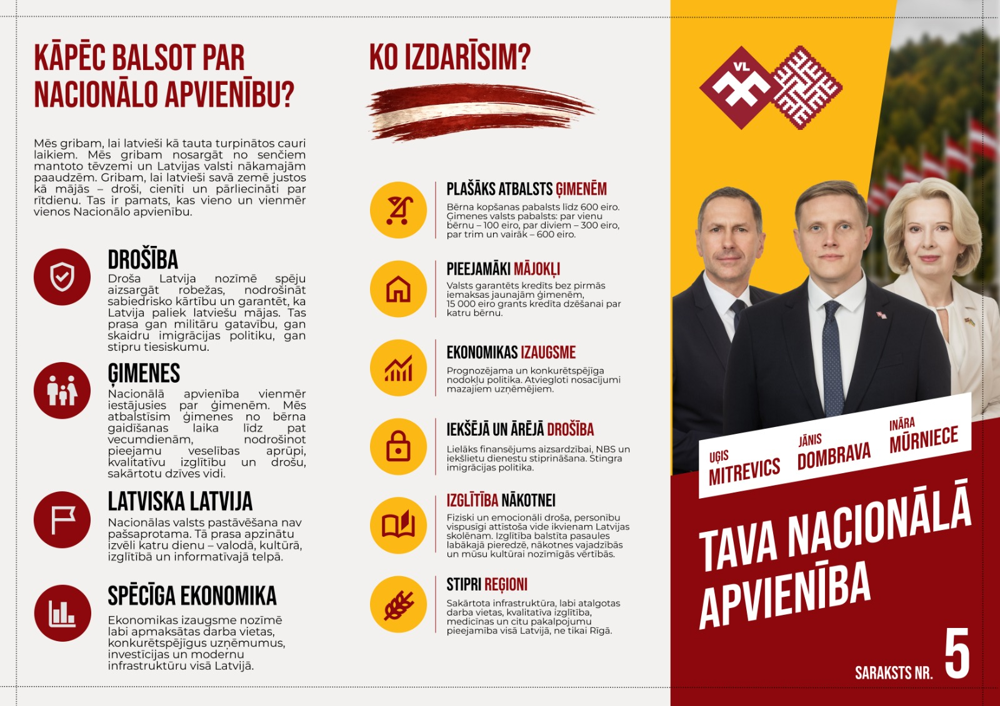 KĀPĒC BALSOT PAR
NACIONĀLO APVIENĪBU?
Mēs gribam, lai latvieši kā tauta turpinātos cauri
laikiem. Mēs gribam nosargāt no senčiem
mantoto tēvzemi un Latvijas valsti nākamajām
paaudzēm. Gribam, lai latvieši savā zemē justos
kā mājās – droši, cienīti un pārliecināti par
rītdienu. Tas ir pamats, kas vieno un vienmēr
vienos Nacionālo apvienību.
DROŠĪBA
Droša Latvija nozīmē spēju
aizsargāt robežas, nodrošināt
sabiedrisko kārtību un garantēt, ka
Latvija paliek latviešu mājas. Tas
prasa gan militāru gatavību, gan
skaidru imigrācijas politiku, gan
stipru tiesiskumu.
ĢIMENES
Nacionālā apvienība vienmēr
iestājusies par ģimenēm. Mēs
atbalstīsim ģimenes no bērna
gaidīšanas laika līdz pat
vecumdienām, nodrošinot
pieejamu veselības aprūpi,
kvalitatīvu izglītību un drošu,
sakārtotu dzīves vidi.
LATVISKA LATVIJA
Nacionālas valsts pastāvēšana nav
pašsaprotama. Tā prasa apzinātu
izvēli katru dienu – valodā, kultūrā,
izglītībā un informatīvajā telpā.
SPĒCĪGA EKONOMIKA
Ekonomikas izaugsme nozīmē
labi apmaksātas darba vietas,
konkurētspējīgus uzņēmumus,
investīcijas un modernu
infrastruktūru visā Latvijā.
KO IZDARĪSIM?
PLAŠĀKS ATBALSTS ĢIMENĒM
Bērna kopšanas pabalsts līdz 600 eiro.
Ģimenes valsts pabalsts: par vienu
bērnu – 100 eiro, par diviem – 300 eiro,
par trim un vairāk – 600 eiro.
PIEEJAMĀKI MĀJOKĻI
Valsts garantēts kredīts bez pirmās
iemaksas jaunajām ģimenēm,
15 000 eiro grants kredīta dzēšanai par
katru bērnu.
EKONOMIKAS IZAUGSME
Prognozējama un konkurētspējīga
nodokļu politika. Atviegloti nosacījumi
mazajiem uzņēmējiem.
IEKŠĒJĀ UN ĀRĒJĀ DROŠĪBA
Lielāks finansējums aizsardzībai, NBS un
iekšlietu dienestu stiprināšana. Stingra
imigrācijas politika.
IZGLĪTĪBA NĀKOTNEI
Fiziski un emocionāli droša, personību
vispusīgi attīstoša vide ikvienam Latvijas
skolēnam. Izglītība balstīta pasaules
labākajā pieredzē, nākotnes vajadzībās
un mūsu kultūrai nozīmīgās vērtībās.
STIPRI REĢIONI
Sakārtota infrastruktūra, labi atalgotas
darba vietas, kvalitatīva izglītība,
medicīnas un citu pakalpojumu
pieejamība visā Latvijā, ne tikai Rīgā.
VL
UĢIS
MITREVICS
JĀNIS
DOMBRAVA
INĀRA
MŪRNIECE
TAVA NACIONĀLĀ
APVIENĪBA
SARAKSTS NR. 5